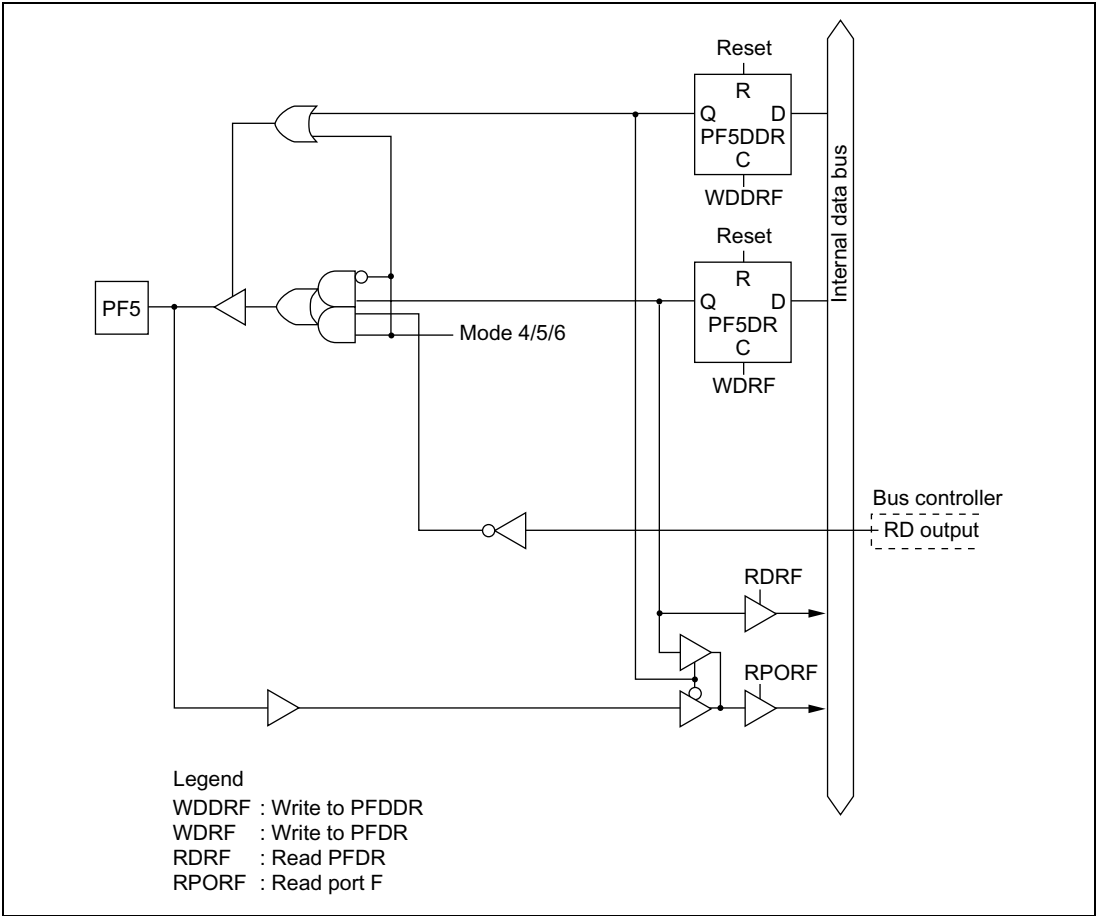 Reset
R
Q D
PF5DDR
C
WDDRF
Internal data bus
Reset
R
Q D
PF5DR
C
WDRF
PF5
Mode 4/5/6
Bus controller
RD output
RDRF
RPORF
Legend
WDDRF : Write to PFDDR
WDRF : Write to PFDR
RDRF : Read PFDR
RPORF : Read port F